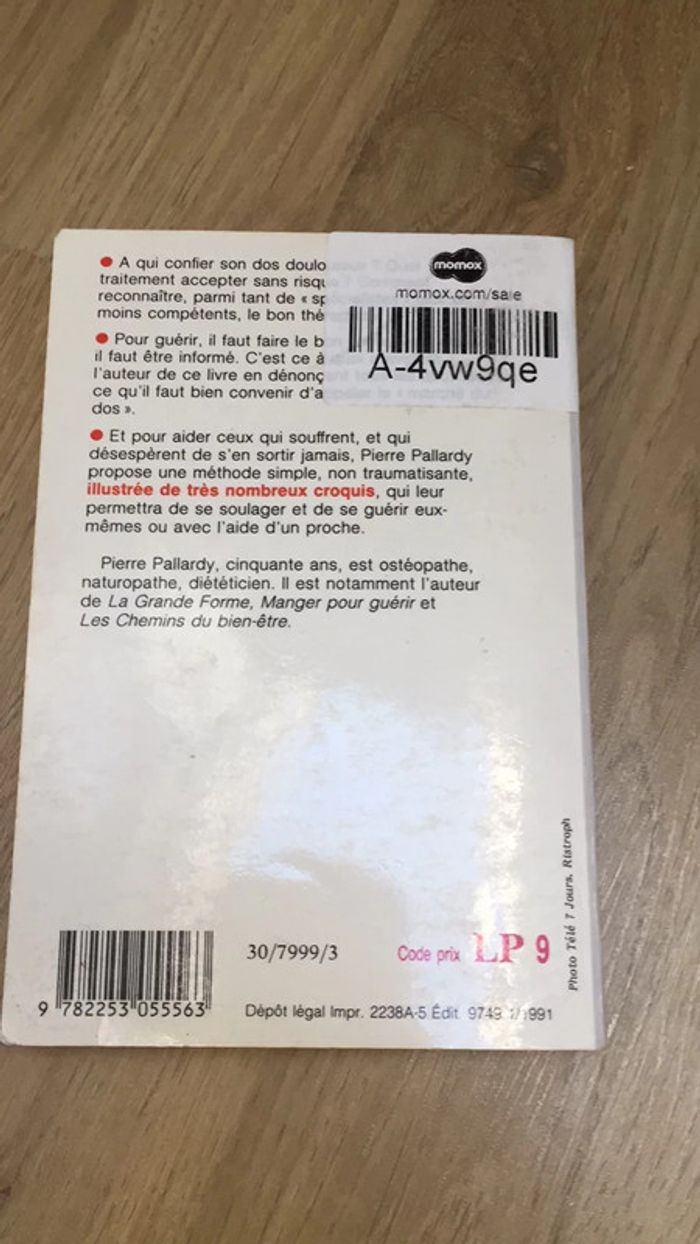 ● A qui confier son dos doulo
traitement accepter sans risq
reconnaître, parmi tant de « sp
moins compétents, le bon thé
● Pour guérir, il faut faire le b
il faut être informé. C'est ce à
l'auteur de ce livre en dénonç
ce qu'il faut bien convenir d'a
dos ».
momox
momox.com/sale
A-4vw9qe
● Et pour aider ceux qui souffrent, et qui
désespèrent de s'en sortir jamais, Pierre Pallardy
propose une méthode simple, non traumatisante,
illustrée de très nombreux croquis, qui leur
permettra de se soulager et de se guérir eux-
mêmes ou avec l'aide d'un proche.
Pierre Pallardy, cinquante ans, est ostéopathe,
naturopathe, diététicien. Il est notamment l'auteur
de La Grande Forme, Manger pour guérir et
Les Chemins du bien-être.
Photo Télé 7 Jours, Ristroph
30/7999/3
Code prix LP 9
9 782253 055563
Dépôt légal Impr. 2238A-5 Édit. 9749 1/1991